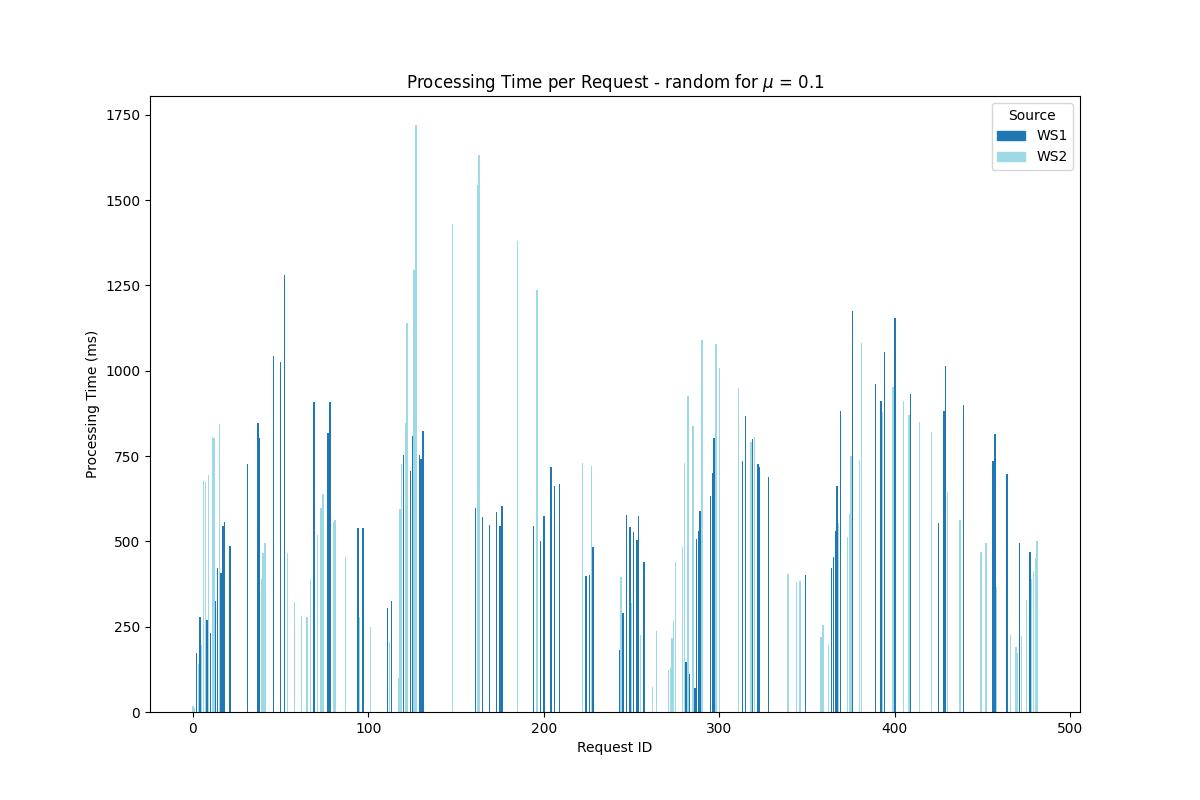 Processing Time per Request - random for μ = 0.1
Source
WS1
WS2
Processing Time (ms)
1750
1500
1250
1000
750
500
250
0
0 100 200 300 400 500
Request ID